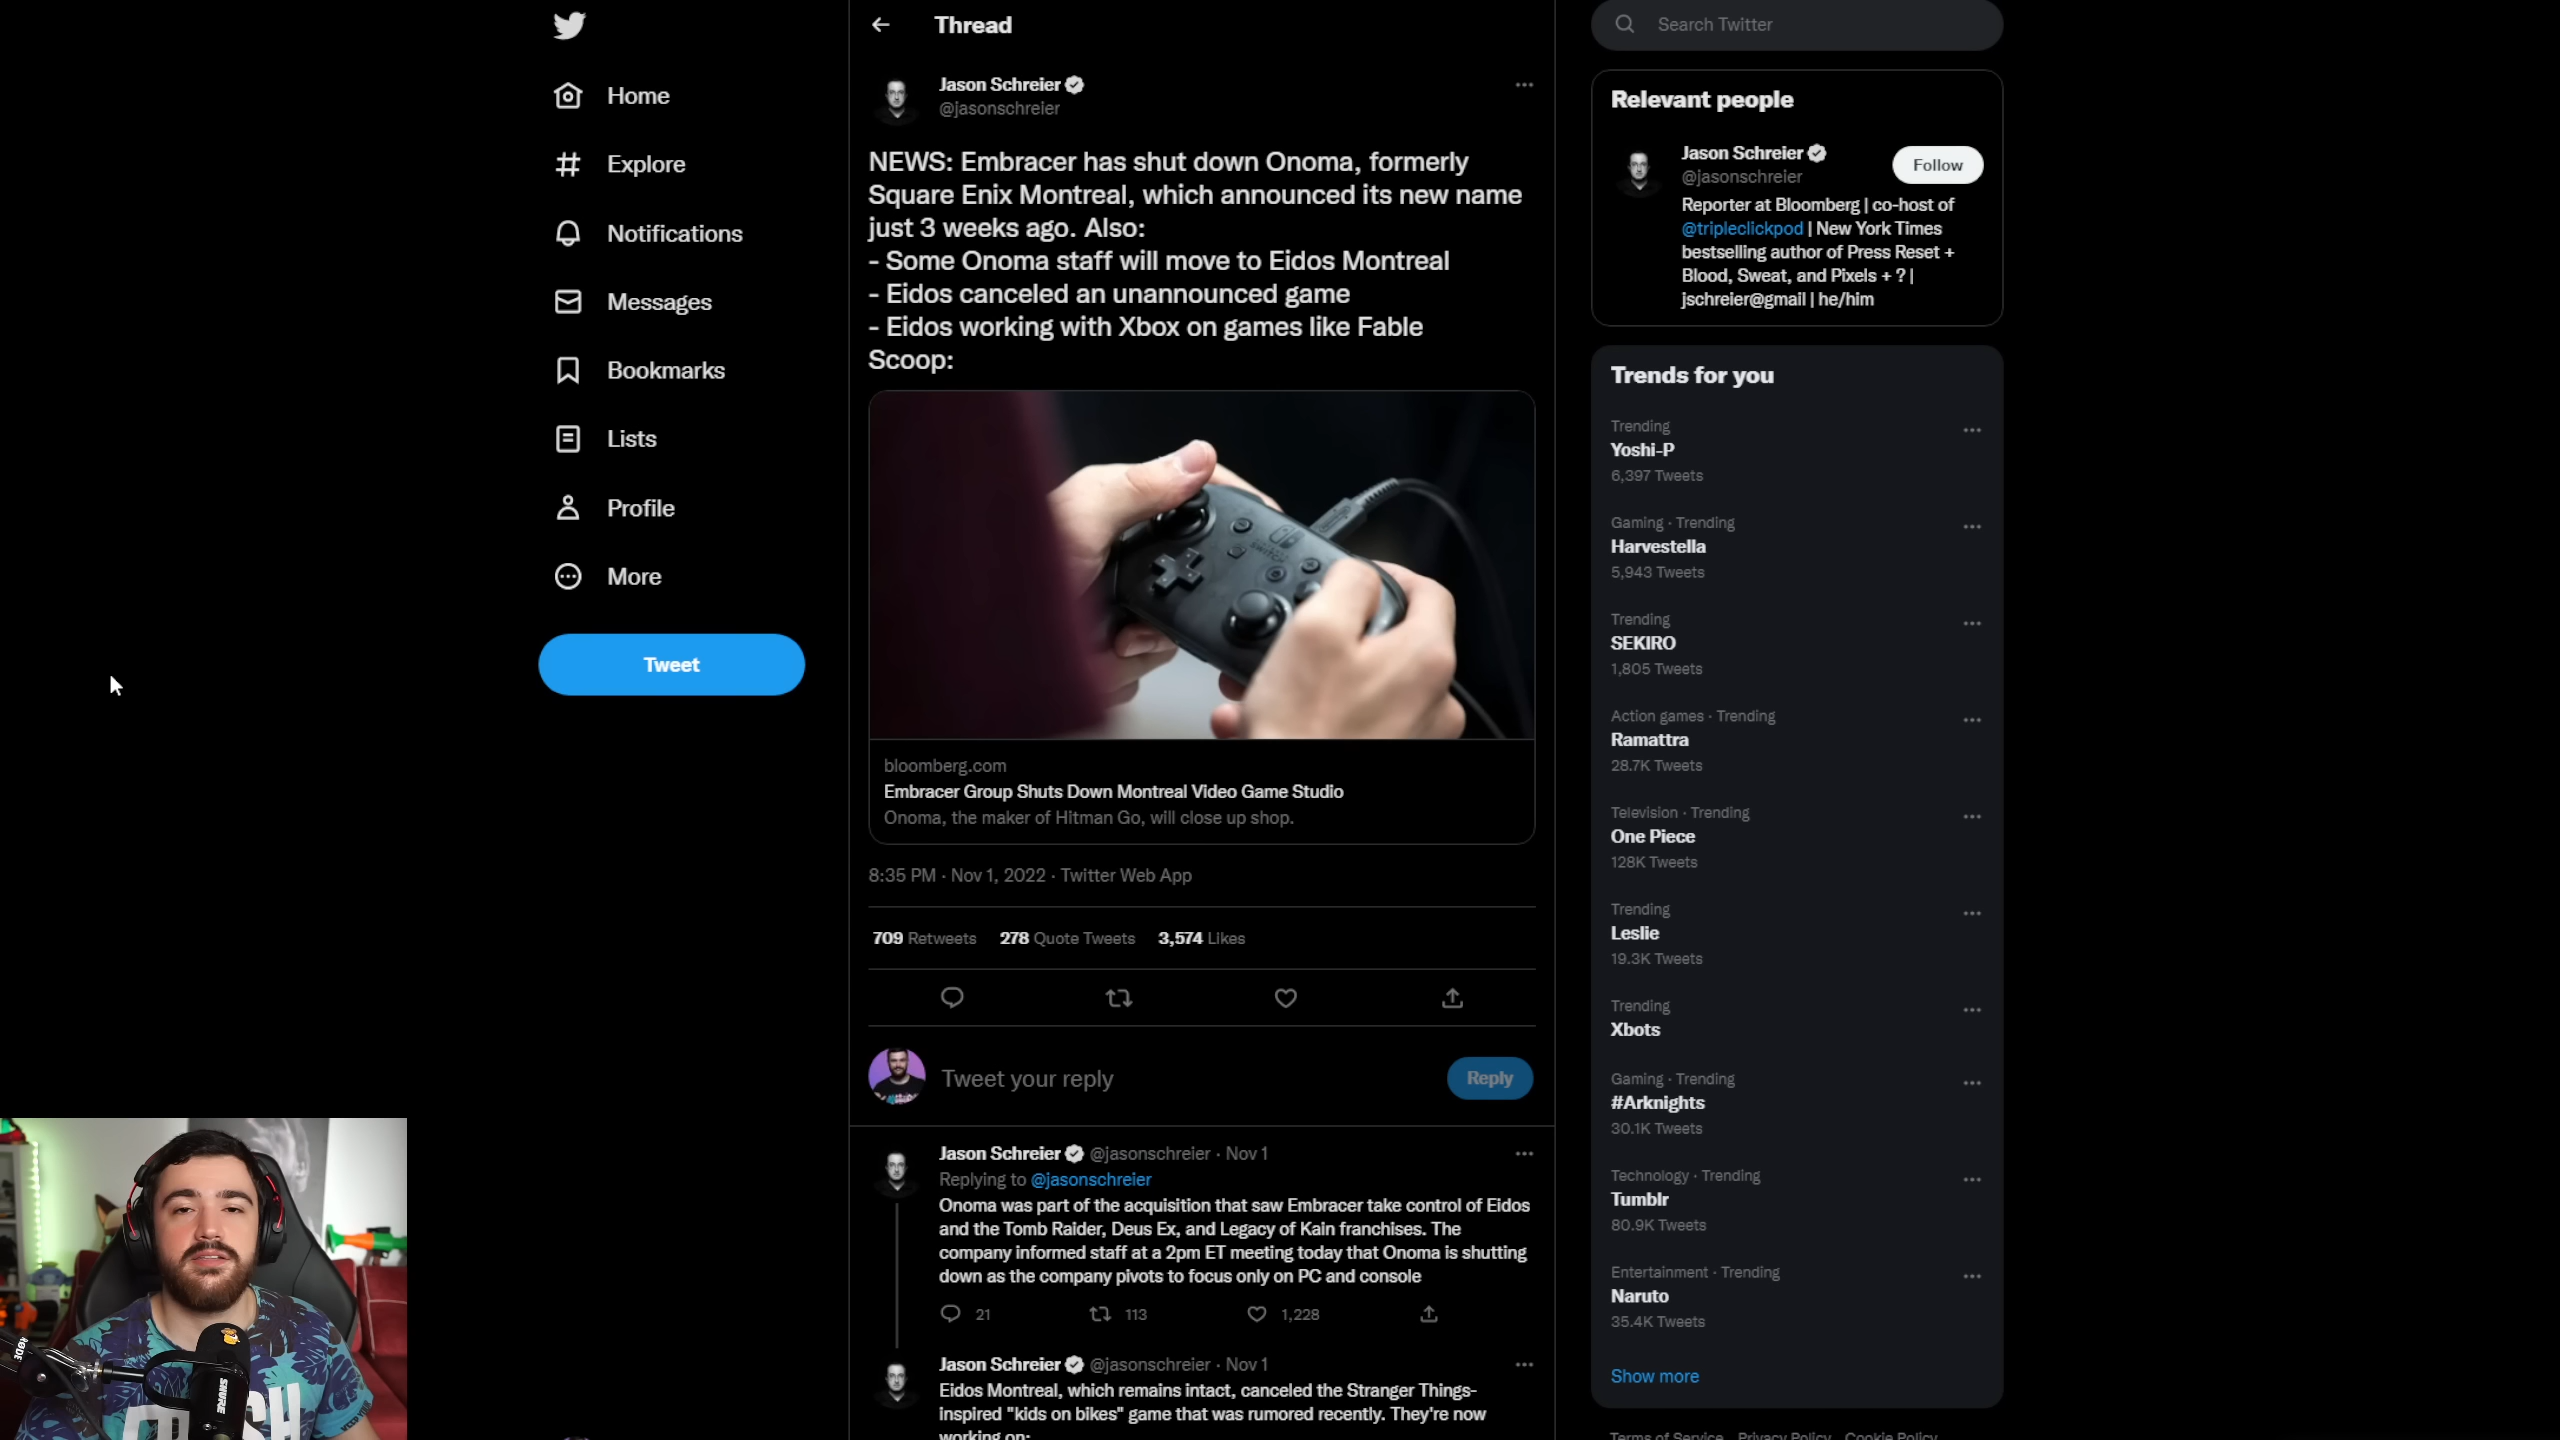 Home
Explore
Notifications
Messages
Bookmarks
Lists
Profile
More
Tweet
Thread
Jason Schreier
@jasonschreier
NEWS: Embracer has shut down Onoma, formerly
Square Enix Montreal, which announced its new name
just 3 weeks ago. Also:
- Some Onoma staff will move to Eidos Montreal
- Eidos canceled an unannounced game
- Eidos working with Xbox on games like Fable
Scoop:
bloomberg.com
Embracer Group Shuts Down Montreal Video Game Studio
Onoma, the maker of Hitman Go, will close up shop.
8:35 PM · Nov 1, 2022 · Twitter Web App
709 Retweets 278 Quote Tweets 3,574 Likes
Tweet your reply
Reply
Jason Schreier @jasonschreier · Nov 1
Replying to @jasonschreier
Onoma was part of the acquisition that saw Embracer take control of Eidos
and the Tomb Raider, Deus Ex, and Legacy of Kain franchises. The
company informed staff at a 2pm ET meeting today that Onoma is shutting
down as the company pivots to focus only on PC and console
21 113 1,228
Jason Schreier @jasonschreier · Nov 1
Eidos Montreal, which remains intact, canceled the Stranger Things-
inspired "kids on bikes" game that was rumored recently. They're now
working on:
Search Twitter
Relevant people
Jason Schreier
@jasonschreier
Follow
Reporter at Bloomberg | co-host of
@tripleclickpod | New York Times
bestselling author of Press Reset +
Blood, Sweat, and Pixels + ? |
jschreier@gmail | he/him
Trends for you
Trending
Yoshi-P
6,397 Tweets
Gaming · Trending
Harvestella
5,943 Tweets
Trending
SEKIRO
1,805 Tweets
Action games · Trending
Ramattra
28.7K Tweets
Television · Trending
One Piece
128K Tweets
Trending
Leslie
19.3K Tweets
Trending
Xbots
Gaming · Trending
#Arknights
30.1K Tweets
Technology · Trending
Tumblr
80.9K Tweets
Entertainment · Trending
Naruto
35.4K Tweets
Show more
Terms of Service Privacy Policy Cookie Policy
RØDE
SHURE